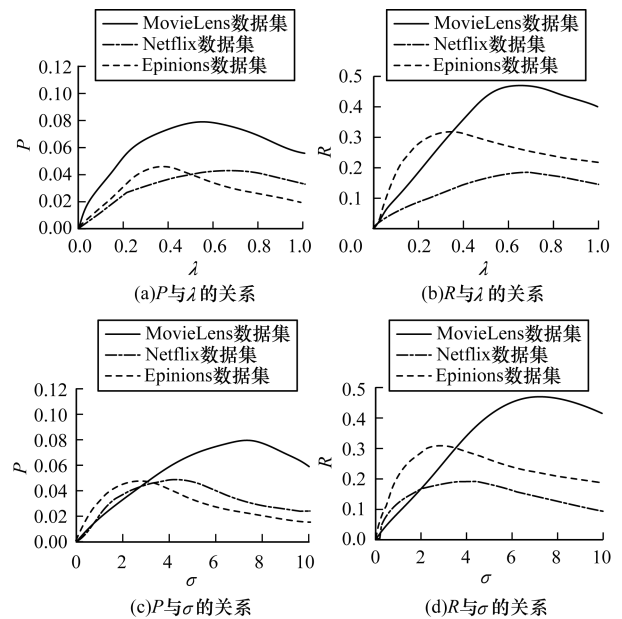 MovieLens数据集
Netflix数据集
Epinions数据集
P
0.12
0.10
0.08
0.06
0.04
0.02
0.00
0.0 0.2 0.4 0.6 0.8 1.0
λ
(a)P与λ的关系
MovieLens数据集
Netflix数据集
Epinions数据集
R
0.5
0.4
0.3
0.2
0.1
0.0 0.2 0.4 0.6 0.8 1.0
λ
(b)R与λ的关系
MovieLens数据集
Netflix数据集
Epinions数据集
P
0.12
0.10
0.08
0.06
0.04
0.02
0.00
0 2 4 6 8 10
σ
(c)P与σ的关系
MovieLens数据集
Netflix数据集
Epinions数据集
R
0.5
0.4
0.3
0.2
0.1
0.0
0 2 4 6 8 10
σ
(d)R与σ的关系